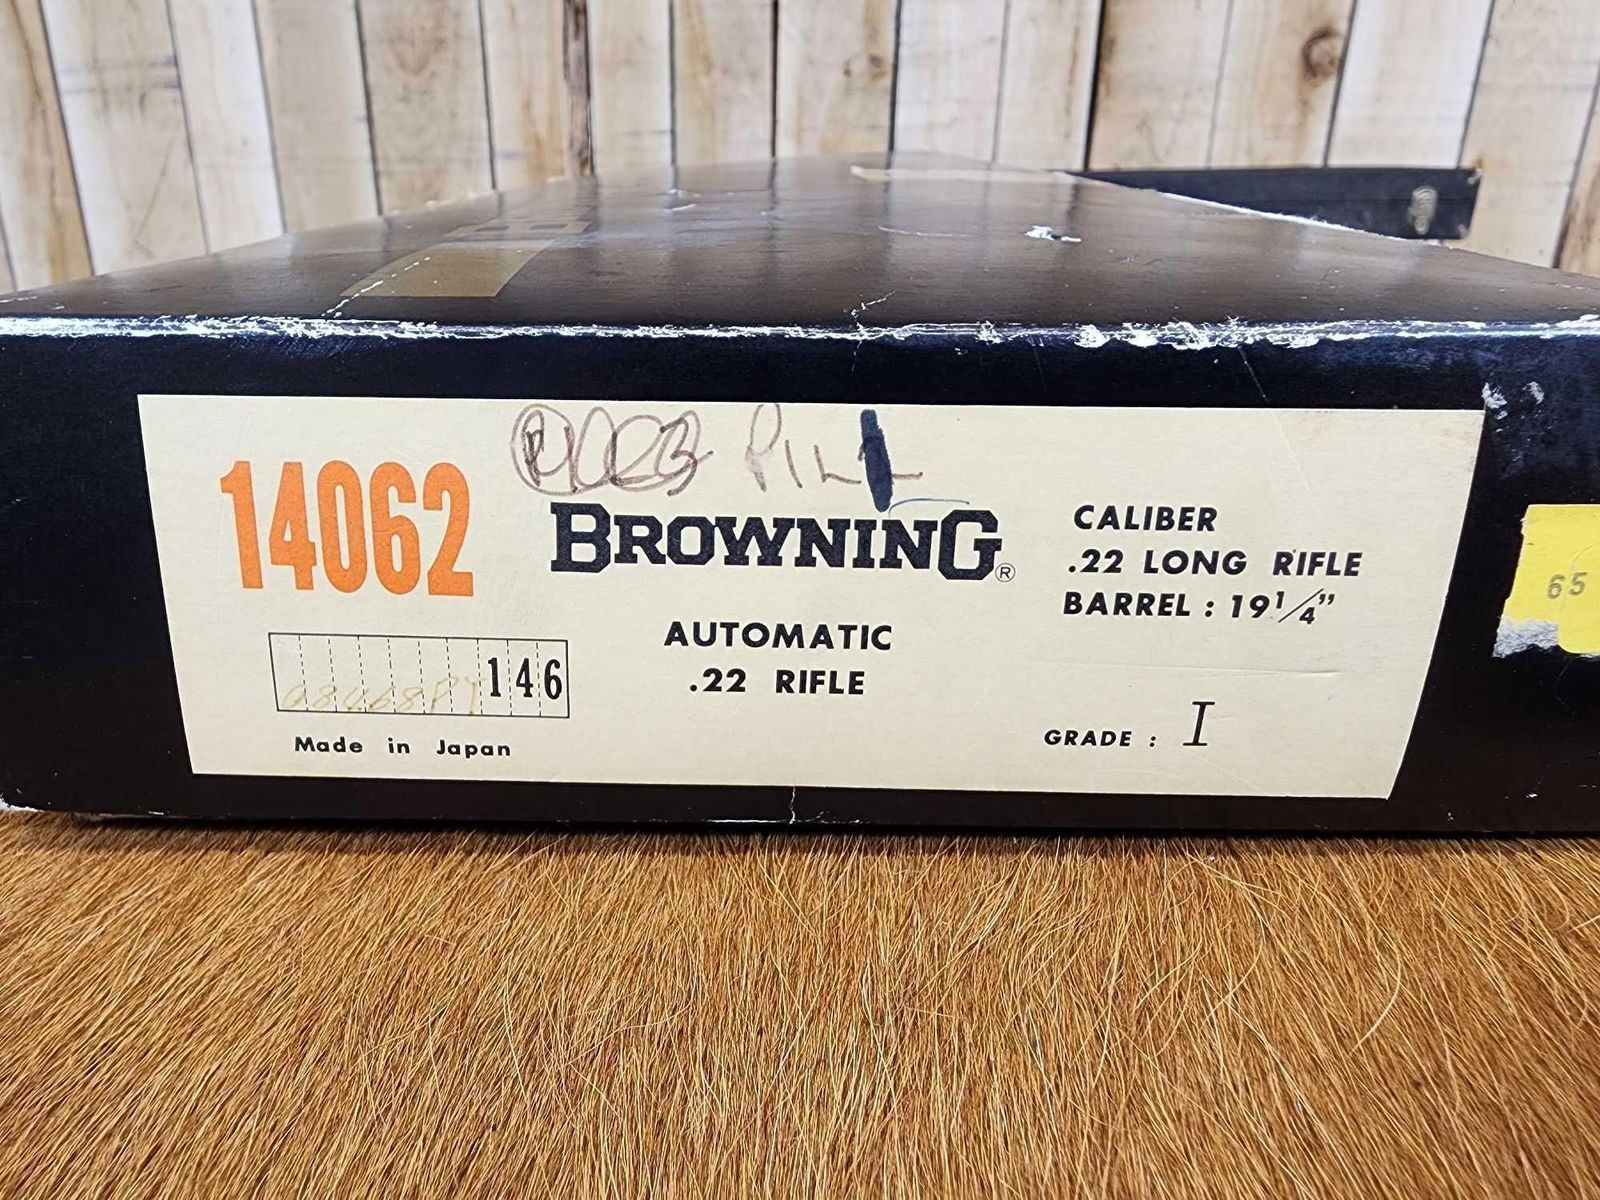 14062
BROWNING®
AUTOMATIC
.22 RIFLE
CALIBER
.22 LONG RIFLE
BARREL : 19 1/4"
GRADE : I
146
Made in Japan
65